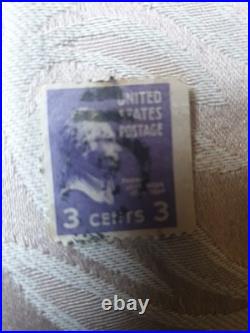 UNITED
STATES
POSTAGE
3 CENTS 3